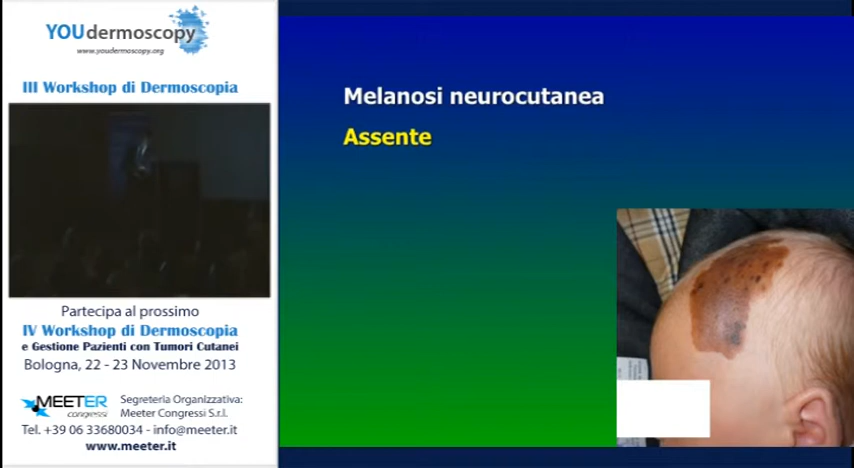 YOUdermoscopy
www.youdermoscopy.org
III Workshop di Dermoscopia
Partecipa al prossimo
IV Workshop di Dermoscopia
e Gestione Pazienti con Tumori Cutanei
Bologna, 22 - 23 Novembre 2013
MEETER congressi
Segreteria Organizzativa:
Meeter Congressi S.r.l.
Tel. +39 06 33680034 - info@meeter.it
www.meeter.it
Melanosi neurocutanea
Assente